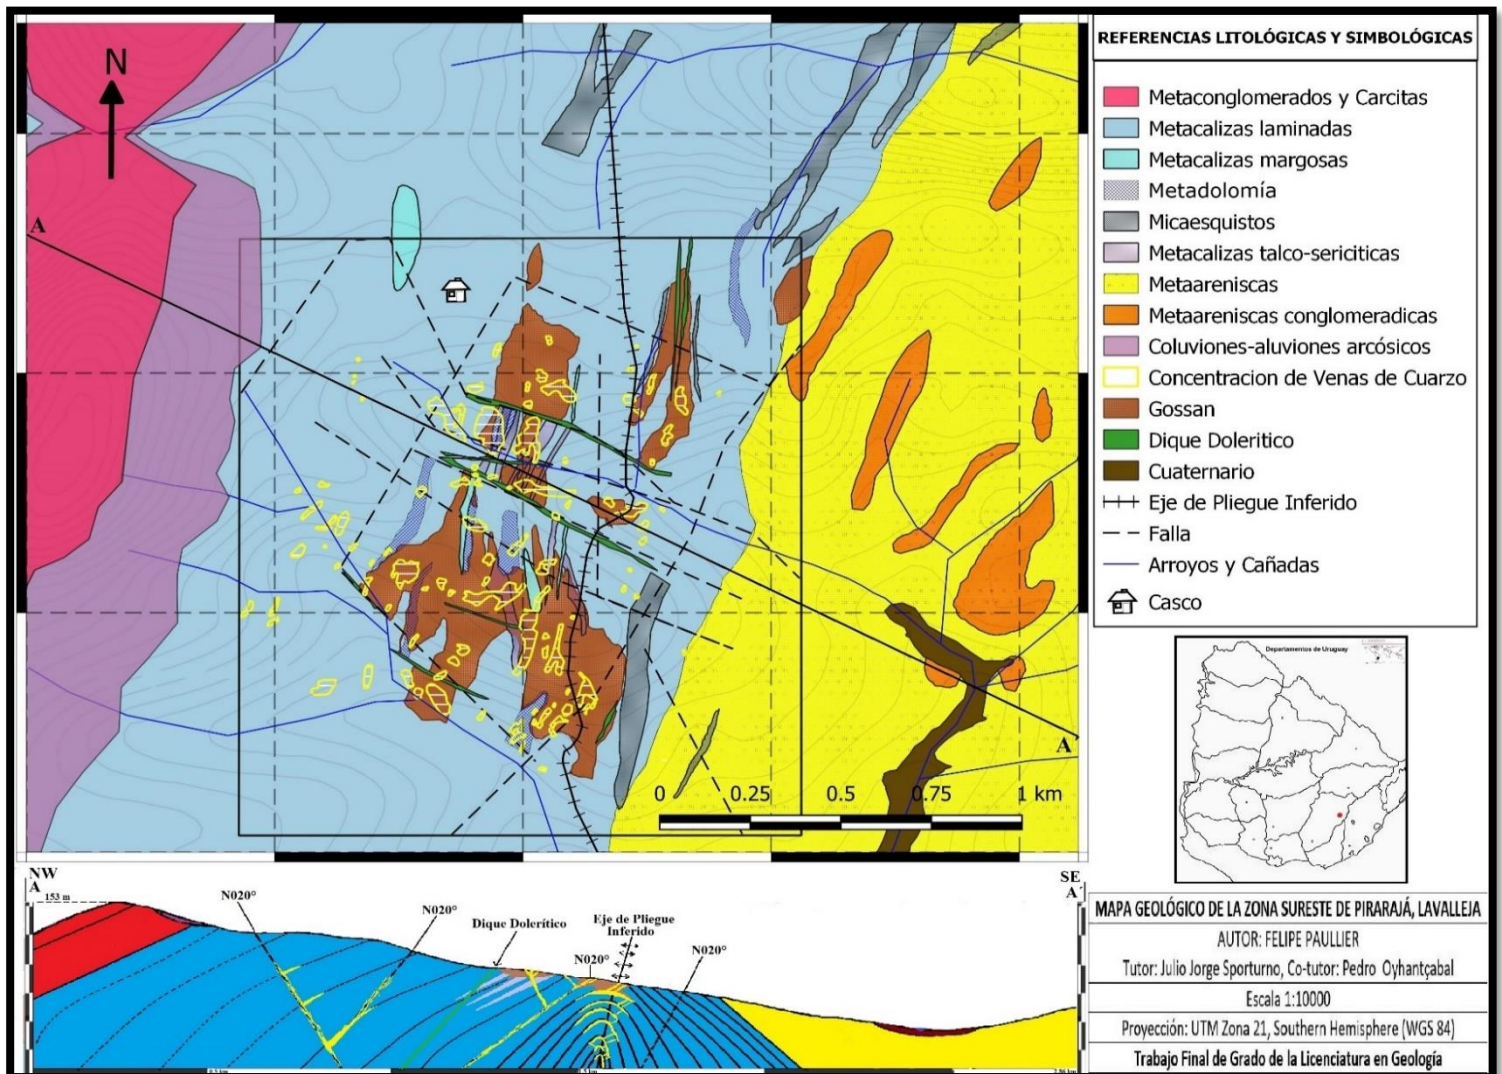 N
A
A
0 0.25 0.5 0.75 1 km
REFERENCIAS LITOLÓGICAS Y SIMBOLÓGICAS
Metaconglomerados y Carcitas
Metacalizas laminadas
Metacalizas margosas
Metadolomía
Micaesquistos
Metacalizas talco-sericiticas
Metaareniscas
Metaareniscas conglomeradicas
Coluviones-aluviones arcósicos
Concentracion de Venas de Cuarzo
Gossan
Dique Doleritico
Cuaternario
Eje de Pliegue Inferido
Falla
Arroyos y Cañadas
Casco
Departamentos de Uruguay
NW
A
153 m
N020°
N020°
Dique Dolerítico
Eje de Pliegue
Inferido
N020°
N020°
SE
A´
0.5 km
MAPA GEOLÓGICO DE LA ZONA SURESTE DE PIRARAJÁ, LAVALLEJA
AUTOR: FELIPE PAULLIER
Tutor: Julio Jorge Sporturno, Co-tutor: Pedro Oyhantçabal
Escala 1:10000
Proyección: UTM Zona 21, Southern Hemisphere (WGS 84)
Trabajo Final de Grado de la Licenciatura en Geología